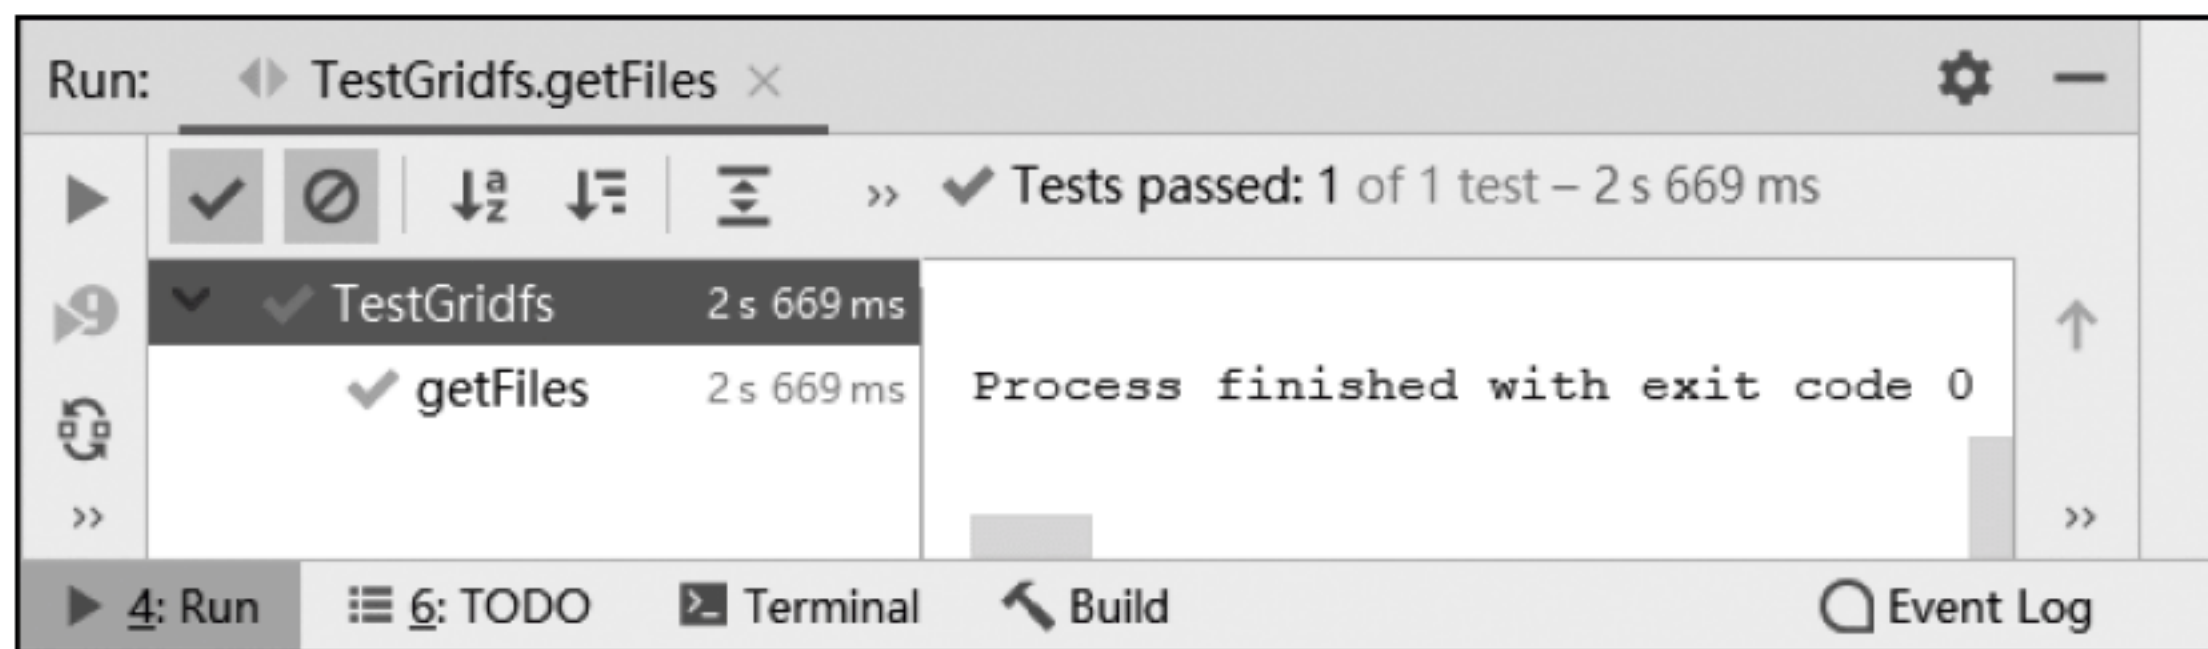 Run: TestGridfs.getFiles
Tests passed: 1 of 1 test – 2 s 669 ms
TestGridfs 2 s 669 ms
getFiles 2 s 669 ms
Process finished with exit code 0
4: Run 6: TODO Terminal Build Event Log